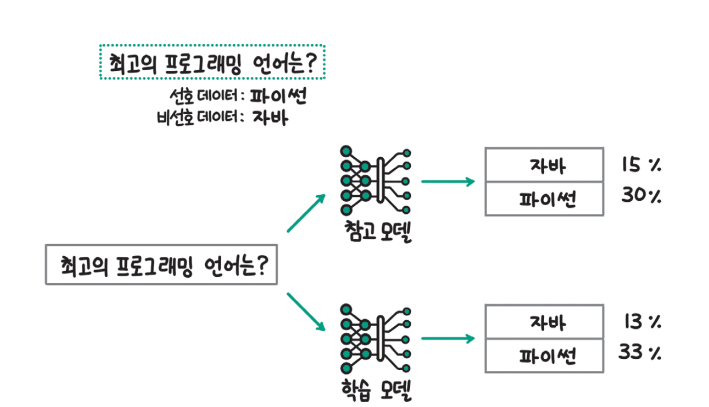 최고의 프로그래밍 언어는?
선호 데이터: 파이썬
비선호 데이터: 자바
자바 15 %
파이썬 30%
참고 모델
최고의 프로그래밍 언어는?
자바 13 %
파이썬 33 %
학습 모델